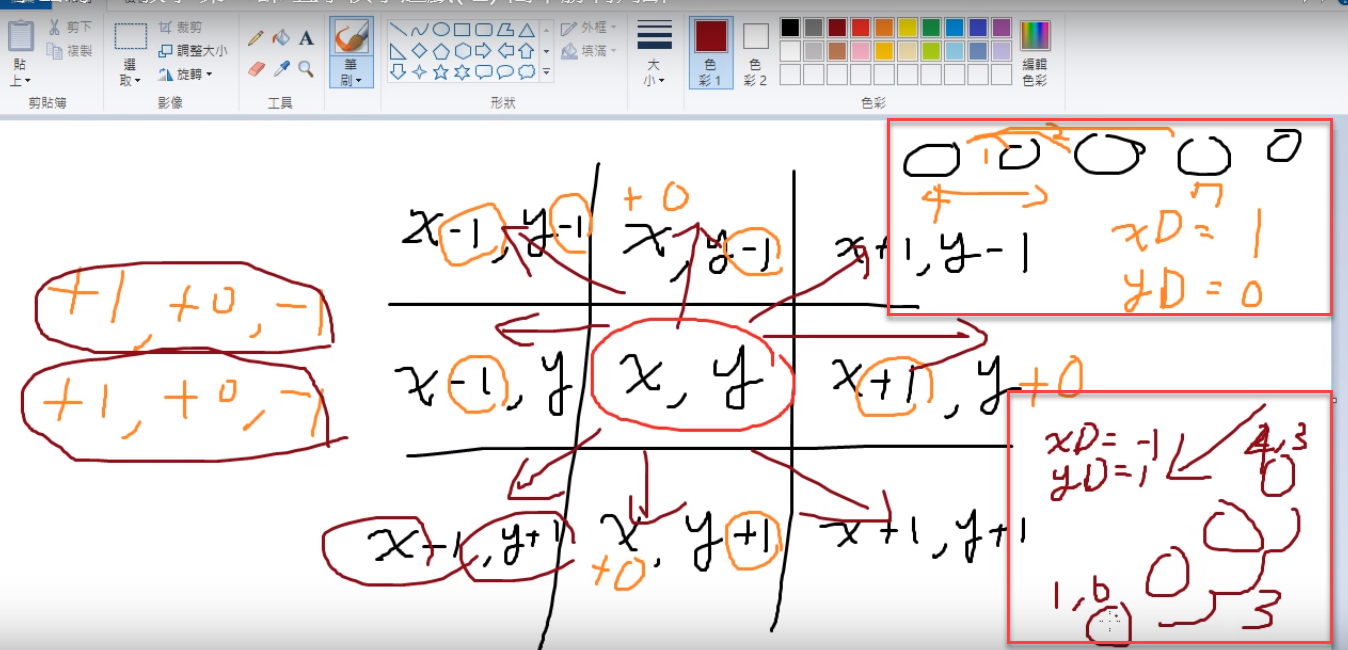 剪下
複製
貼上
剪貼簿
選取
裁剪
調整大小
旋轉
影像
A
工具
筆刷
外框
填滿
形狀
大小
色彩 1
色彩 2
色彩
編輯色彩
1 2
4
xD = 1
yD = 0
+0
x-1, y-1
x, y-1
x+1, y-1
+1, +0, -1
+1, +0, -1
x-1, y
x, y
x+1, y+0
xD = -1
yD = 1
4,3
x-1, y+1
x, y+1
+0
x+1, y+1
1, 6
3